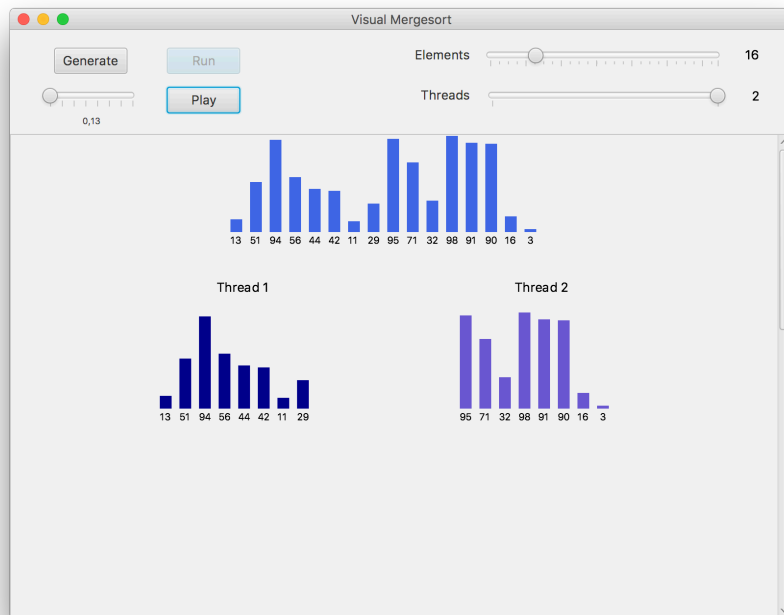 Visual Mergesort
Generate
Run
Elements
16
Play
Threads
2
0,13
13 51 94 56 44 42 11 29 95 71 32 98 91 90 16 3
Thread 1
Thread 2
13 51 94 56 44 42 11 29
95 71 32 98 91 90 16 3